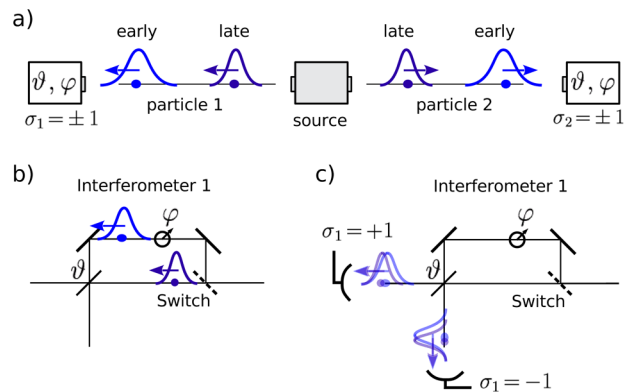 a)
early late late early
ϑ, φ ϑ, φ
particle 1 particle 2
σ₁ = ± 1 source σ₂ = ± 1
b)
Interferometer 1
φ
ϑ
Switch
c)
Interferometer 1
φ
σ₁ = +1
ϑ
Switch
σ₁ = −1